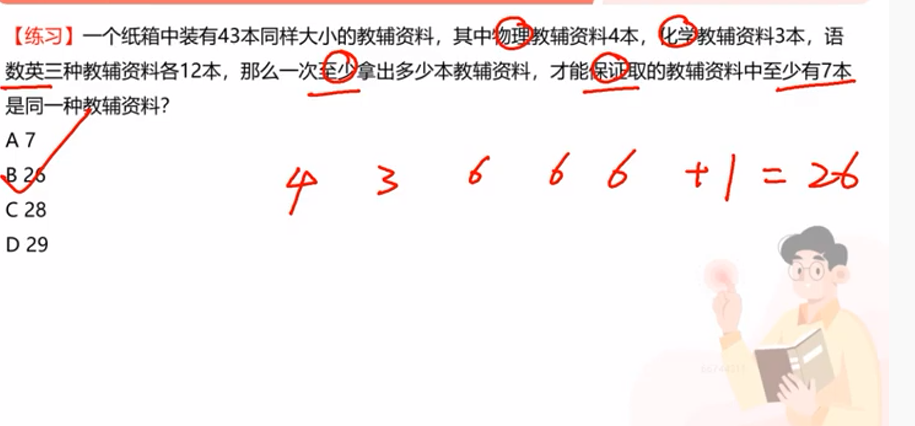 【练习】一个纸箱中装有43本同样大小的教辅资料，其中物理教辅资料4本，化学教辅资料3本，语
数英三种教辅资料各12本，那么一次至少拿出多少本教辅资料，才能保证取的教辅资料中至少有7本
是同一种教辅资料？
A 7
B 26
4 3 6 6 6 +1 = 26
C 28
D 29